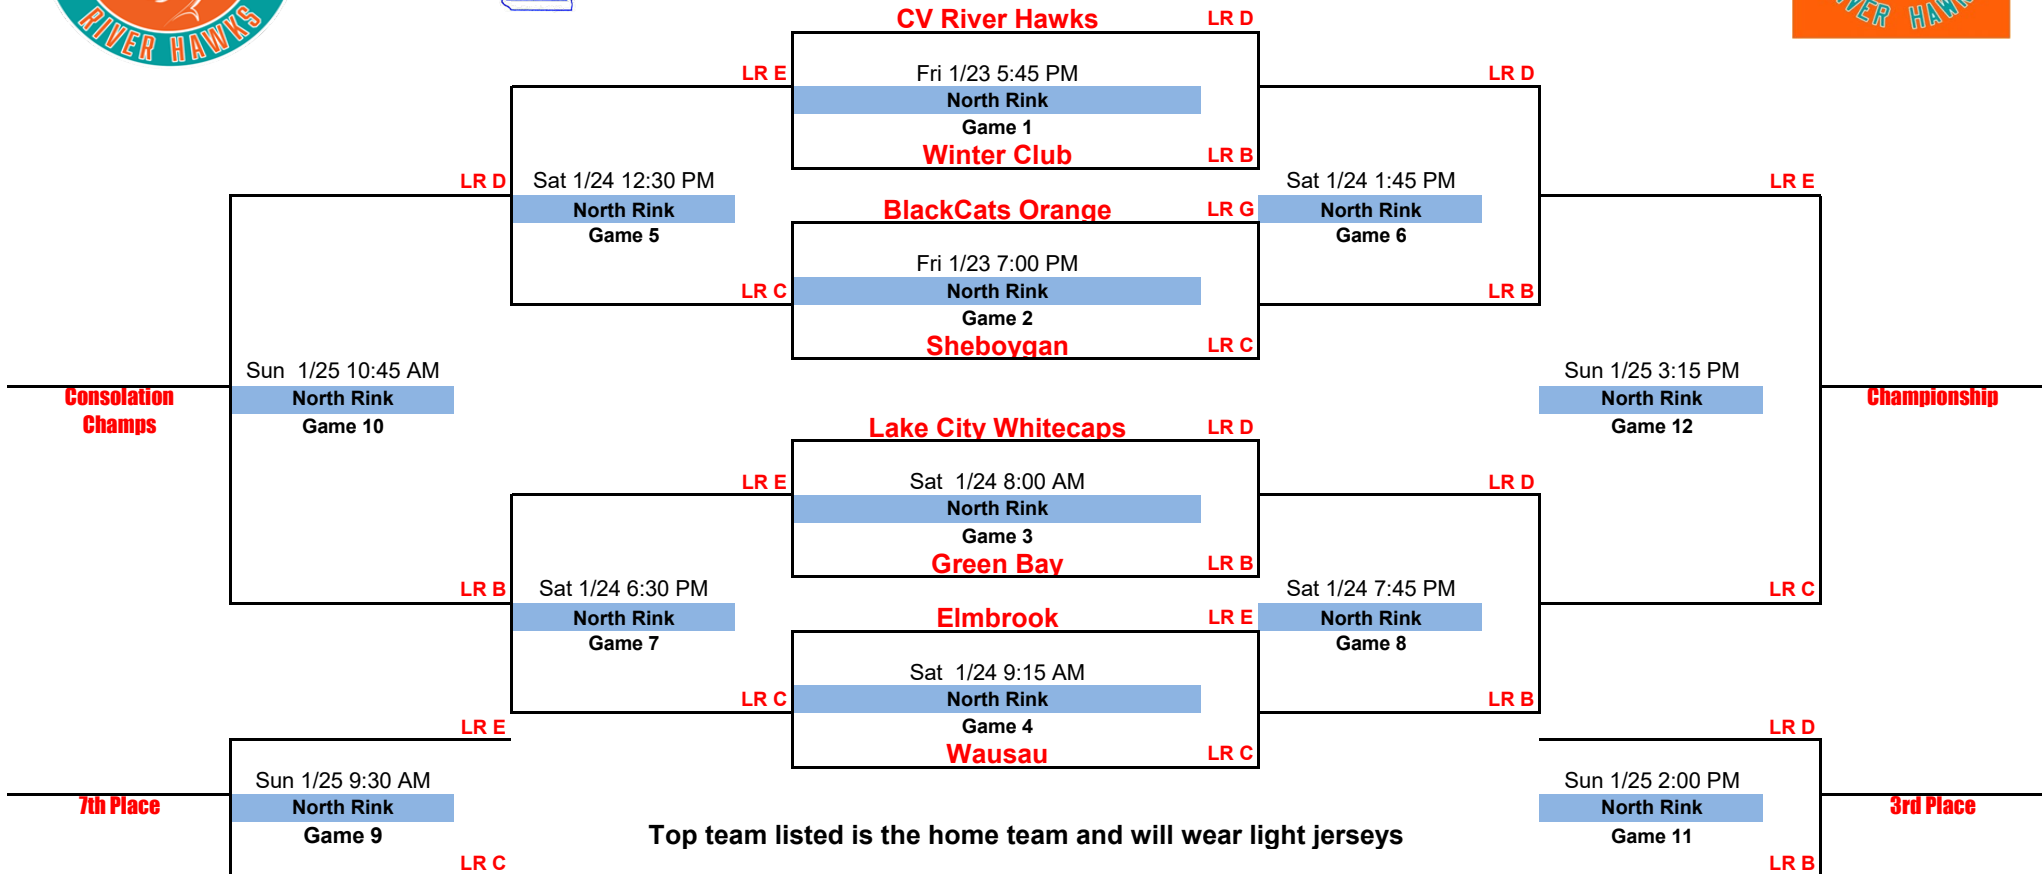 RIVER HAWKS
RIVER HAWKS
CV River Hawks LR D
LR E Fri 1/23 5:45 PM LR D
North Rink
Game 1
Winter Club LR B
LR D Sat 1/24 12:30 PM Sat 1/24 1:45 PM LR E
North Rink BlackCats Orange LR G North Rink
Game 5 Game 6
Fri 1/23 7:00 PM
LR C North Rink LR B
Game 2
Sheboygan LR C
Sun 1/25 10:45 AM Sun 1/25 3:15 PM
Consolation North Rink North Rink Championship
Champs Game 10 Game 12
Lake City Whitecaps LR D
LR E Sat 1/24 8:00 AM LR D
North Rink
Game 3
Green Bay LR B
LR B Sat 1/24 6:30 PM Sat 1/24 7:45 PM LR C
North Rink Elmbrook LR E North Rink
Game 7 Game 8
Sat 1/24 9:15 AM
LR C North Rink LR B
LR E Game 4 LR D
Wausau LR C
Sun 1/25 9:30 AM Sun 1/25 2:00 PM
7th Place North Rink North Rink 3rd Place
Game 9 Top team listed is the home team and will wear light jerseys Game 11
LR C LR B